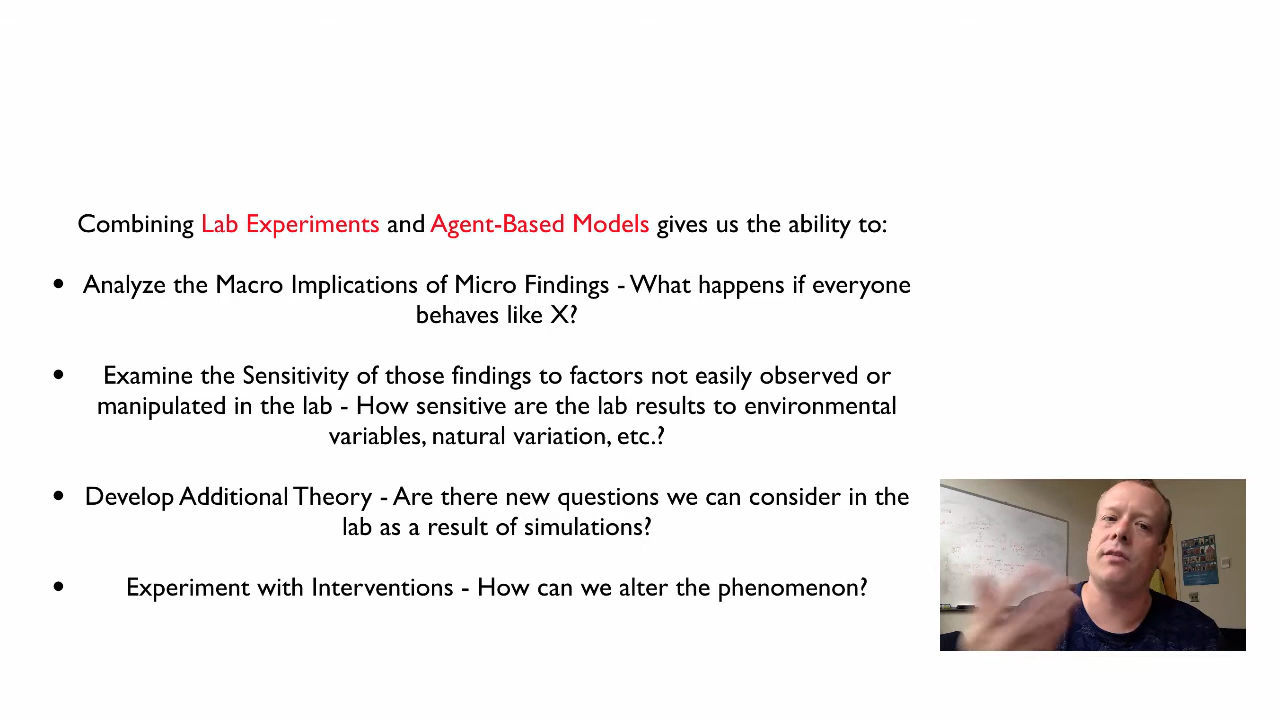 Combining Lab Experiments and Agent-Based Models gives us the ability to:
• Analyze the Macro Implications of Micro Findings - What happens if everyone
behaves like X?
• Examine the Sensitivity of those findings to factors not easily observed or
manipulated in the lab - How sensitive are the lab results to environmental
variables, natural variation, etc.?
• Develop Additional Theory - Are there new questions we can consider in the
lab as a result of simulations?
• Experiment with Interventions - How can we alter the phenomenon?